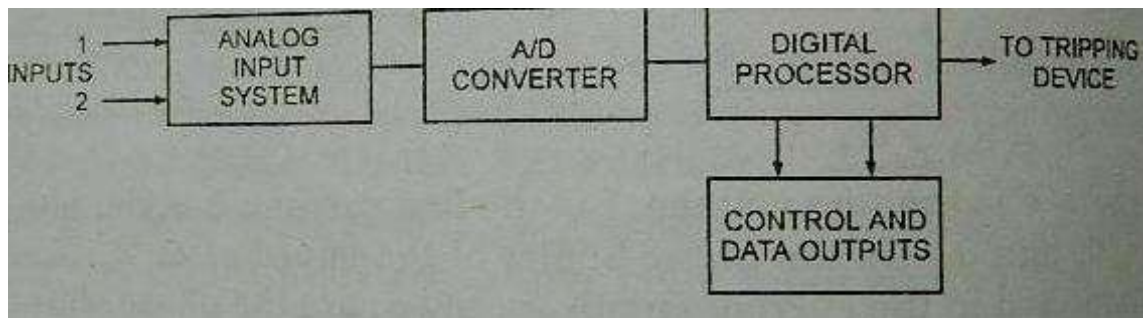 1
INPUTS
2
ANALOG
INPUT
SYSTEM
A/D
CONVERTER
DIGITAL
PROCESSOR
TO TRIPPING
DEVICE
CONTROL AND
DATA OUTPUTS